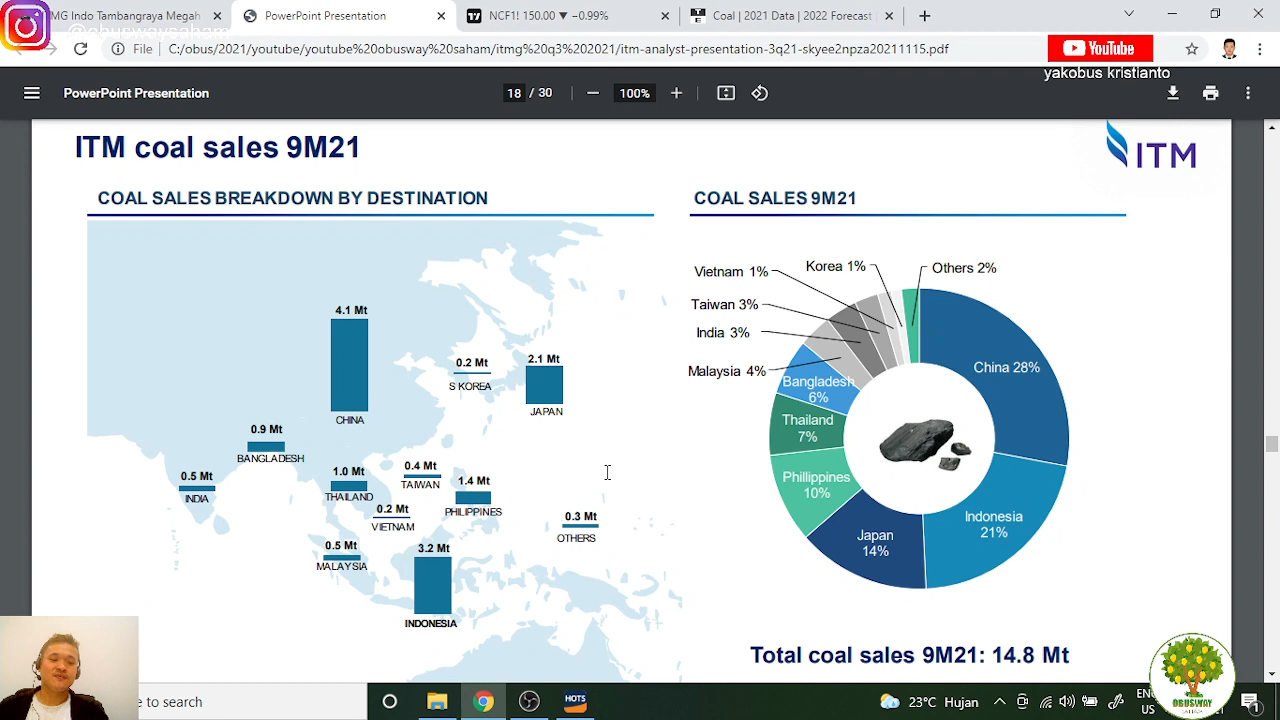 MG Indo Tambangraya Megah
PowerPoint Presentation
NCFI1 150.00 ▼ −0.99%
Coal | 2021 Data | 2022 Forecast
@obuswaysaham
File
C:/obus/2021/youtube/youtube%20obusway%20saham/itmg%20q3%202021/itm-analyst-presentation-3q21-skyee2npza20211115.pdf
YouTube
yakobus kristianto
PowerPoint Presentation
18 / 30
100%
ITM coal sales 9M21
ITM
COAL SALES BREAKDOWN BY DESTINATION
4.1 Mt
CHINA
0.2 Mt
S KOREA
2.1 Mt
JAPAN
0.9 Mt
BANGLADESH
0.5 Mt
INDIA
1.0 Mt
THAILAND
0.4 Mt
TAIWAN
1.4 Mt
PHILIPPINES
0.2 Mt
VIETNAM
0.3 Mt
OTHERS
0.5 Mt
MALAYSIA
3.2 Mt
INDONESIA
COAL SALES 9M21
Vietnam 1%
Korea 1%
Others 2%
Taiwan 3%
India 3%
Malaysia 4%
Bangladesh
6%
Thailand
7%
Phillippines
10%
Japan
14%
Indonesia
21%
China 28%
Total coal sales 9M21: 14.8 Mt
OBUSWAY
re to search
HOTS
23°C Hujan
EN
US